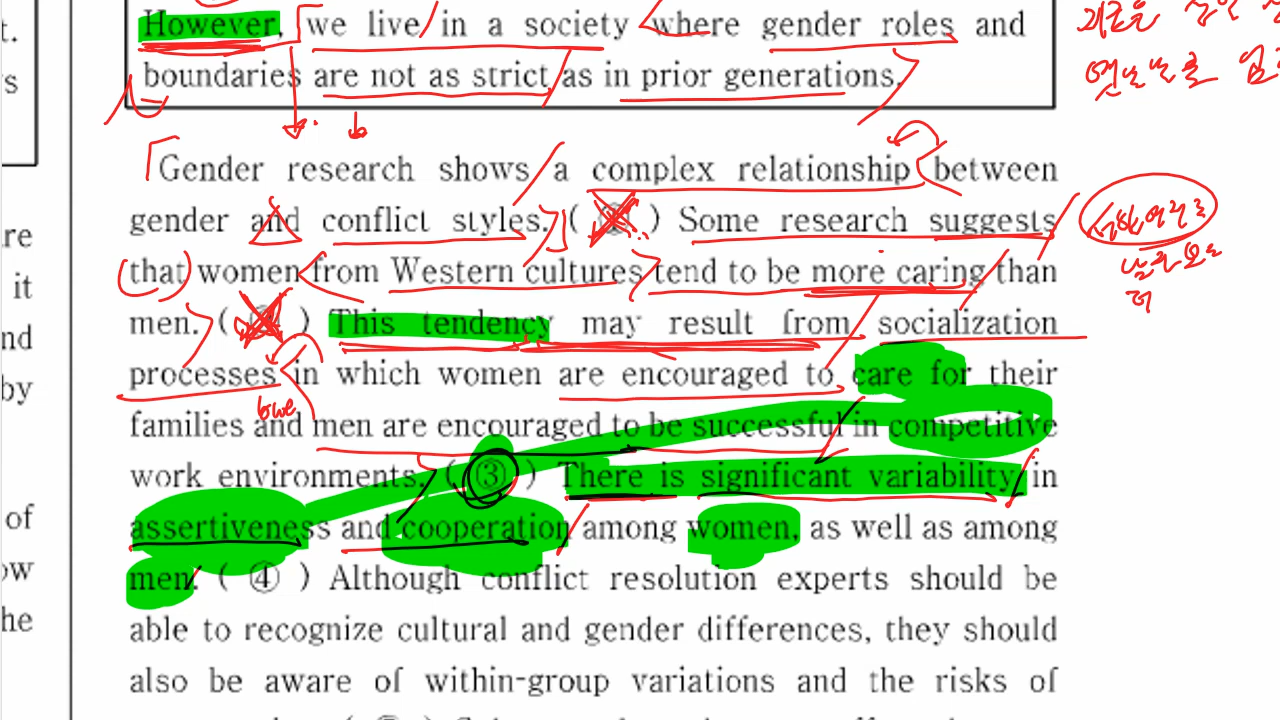 However, we live in a society where gender roles and
boundaries are not as strict as in prior generations.
Gender research shows a complex relationship between
gender and conflict styles. ( ① ) Some research suggests
that women from Western cultures tend to be more caring than
men. ( ② ) This tendency may result from socialization
processes in which women are encouraged to care for their
families and men are encouraged to be successful in competitive
work environments. ( ③ ) There is significant variability in
assertiveness and cooperation among women, as well as among
men. ( ④ ) Although conflict resolution experts should be
able to recognize cultural and gender differences, they should
also be aware of within-group variations and the risks of
t.
s
re
it
nd
by
of
ow
he